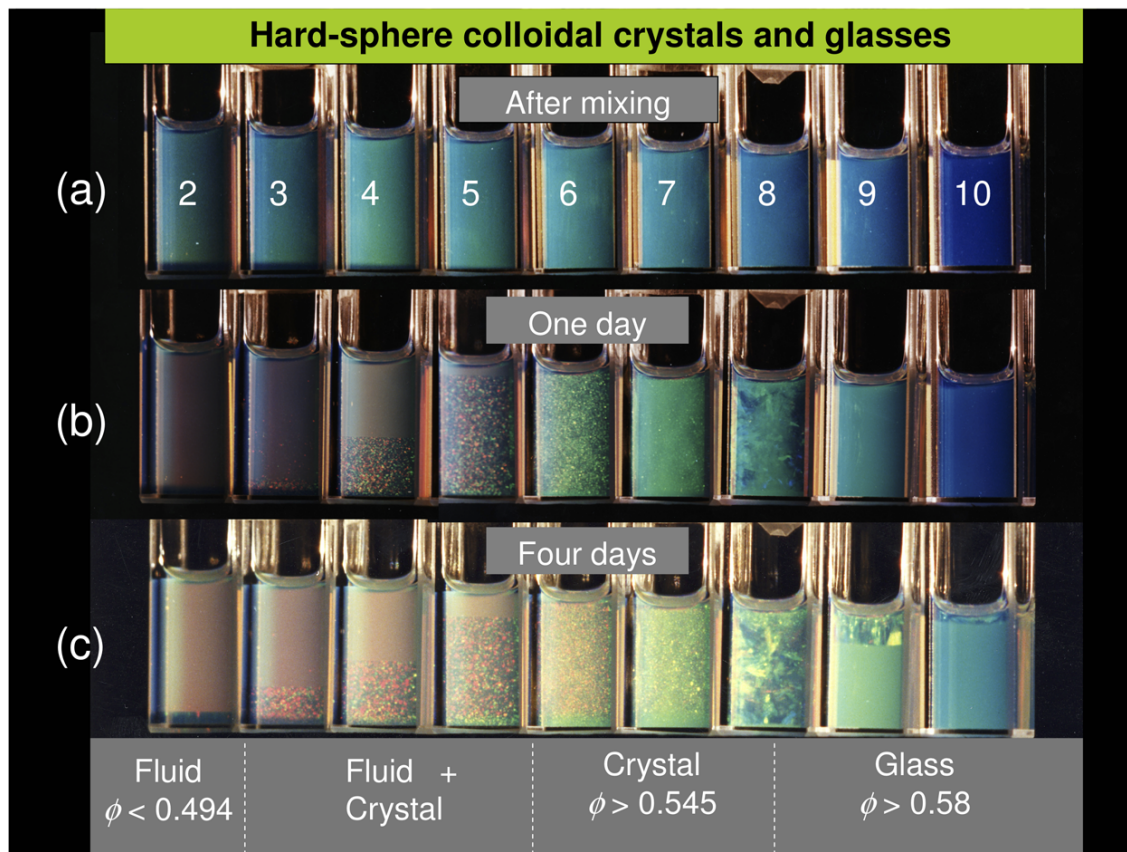 Hard-sphere colloidal crystals and glasses
After mixing
(a)
2 3 4 5 6 7 8 9 10
One day
(b)
Four days
(c)
Fluid
ϕ < 0.494
Fluid +
Crystal
Crystal
ϕ > 0.545
Glass
ϕ > 0.58